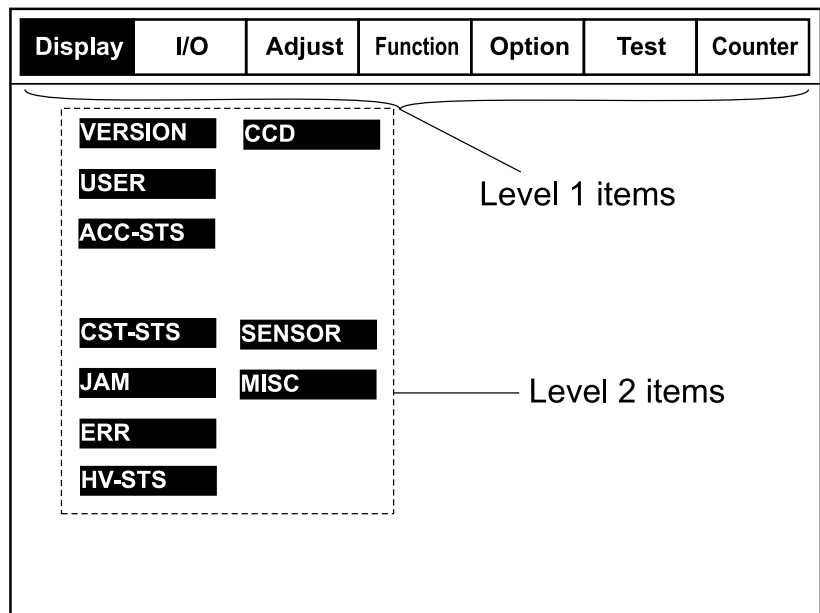 Display I/O Adjust Function Option Test Counter
VERSION CCD
USER
Level 1 items
ACC-STS
CST-STS SENSOR
JAM MISC
Level 2 items
ERR
HV-STS